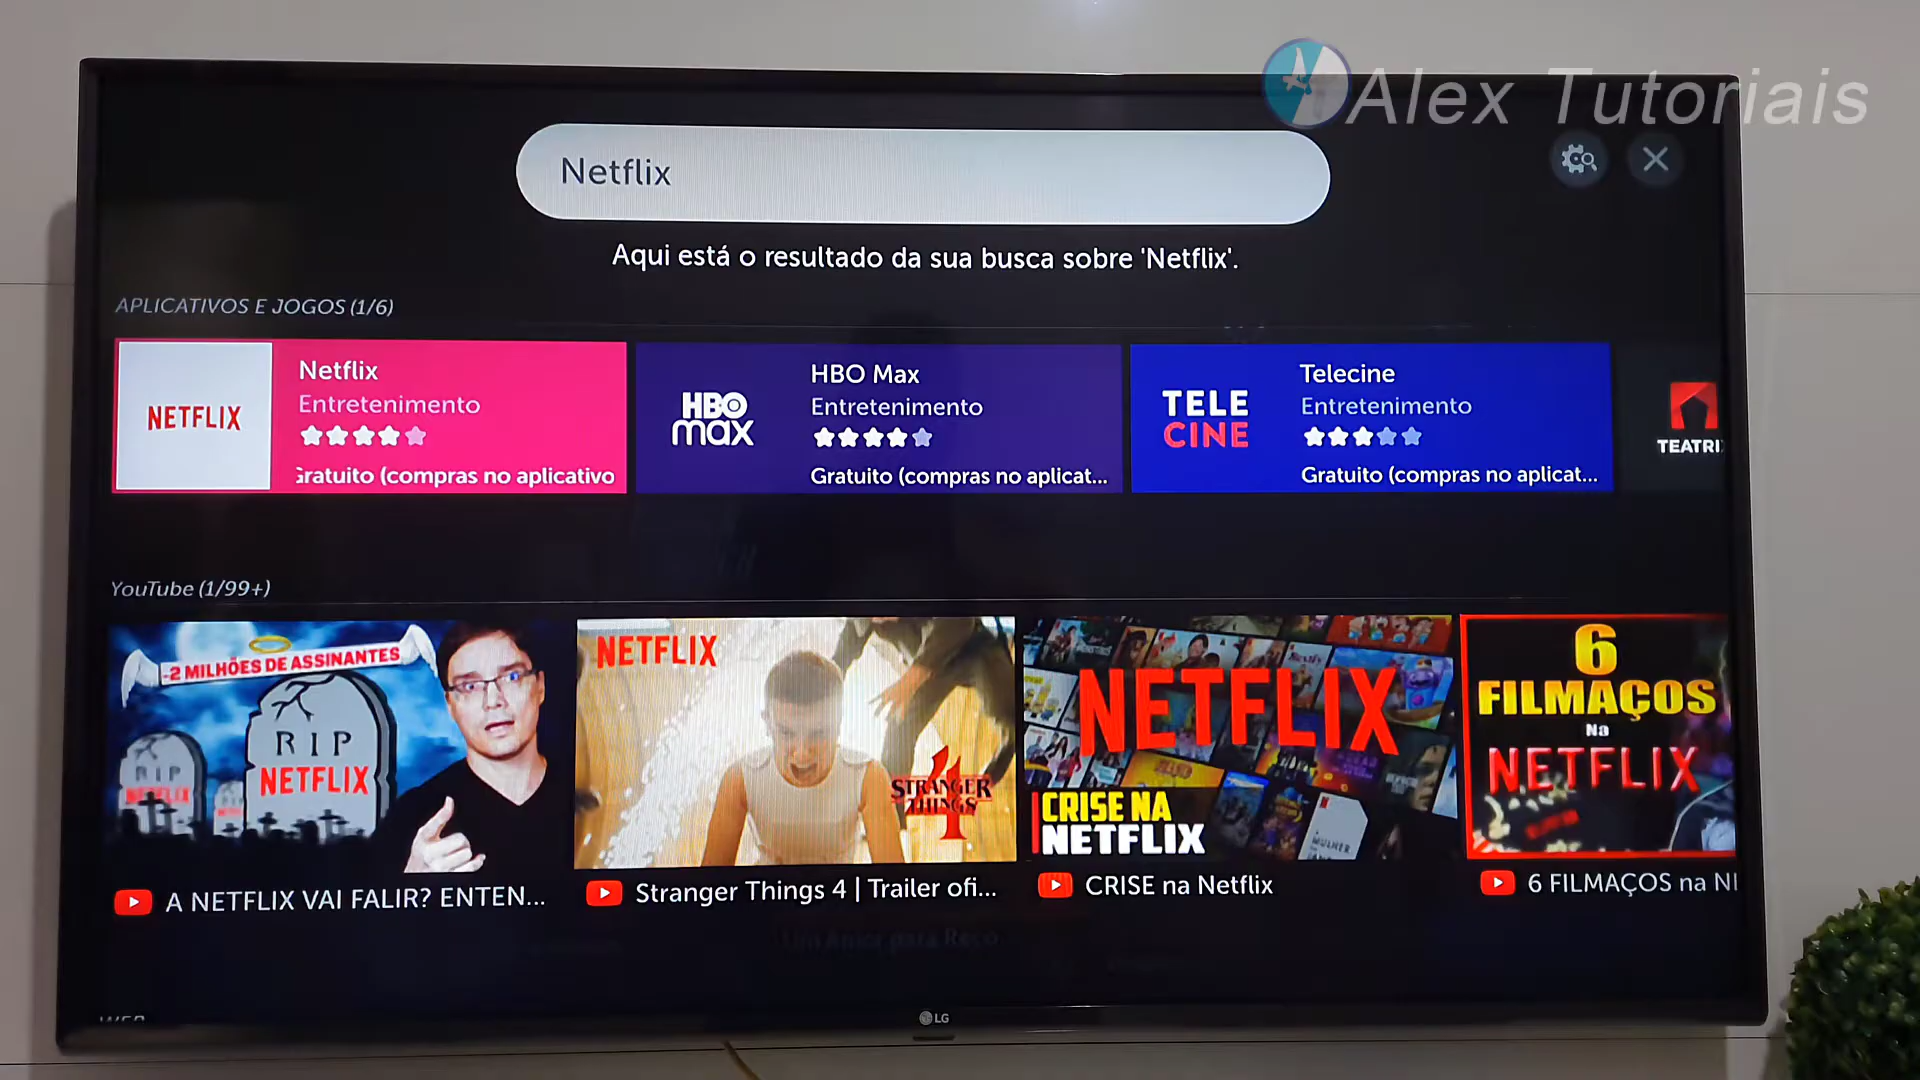 Alex Tutoriais
Netflix
Aqui está o resultado da sua busca sobre 'Netflix'.
APLICATIVOS E JOGOS (1/6)
NETFLIX
Netflix
Entretenimento
Gratuito (compras no aplicativo
HBO
max
HBO Max
Entretenimento
Gratuito (compras no aplicat...
TELE
CINE
Telecine
Entretenimento
Gratuito (compras no aplicat...
TEATRI
YouTube (1/99+)
-2 MILHÕES DE ASSINANTES
RIP
NETFLIX
RIP
NETFLIX
NETFLIX
STRANGER
THINGS
4
NETFLIX
CRISE NA
NETFLIX
6
FILMAÇOS
Na
NETFLIX
A NETFLIX VAI FALIR? ENTEN...
Stranger Things 4 | Trailer ofi...
CRISE na Netflix
6 FILMAÇOS na
LG